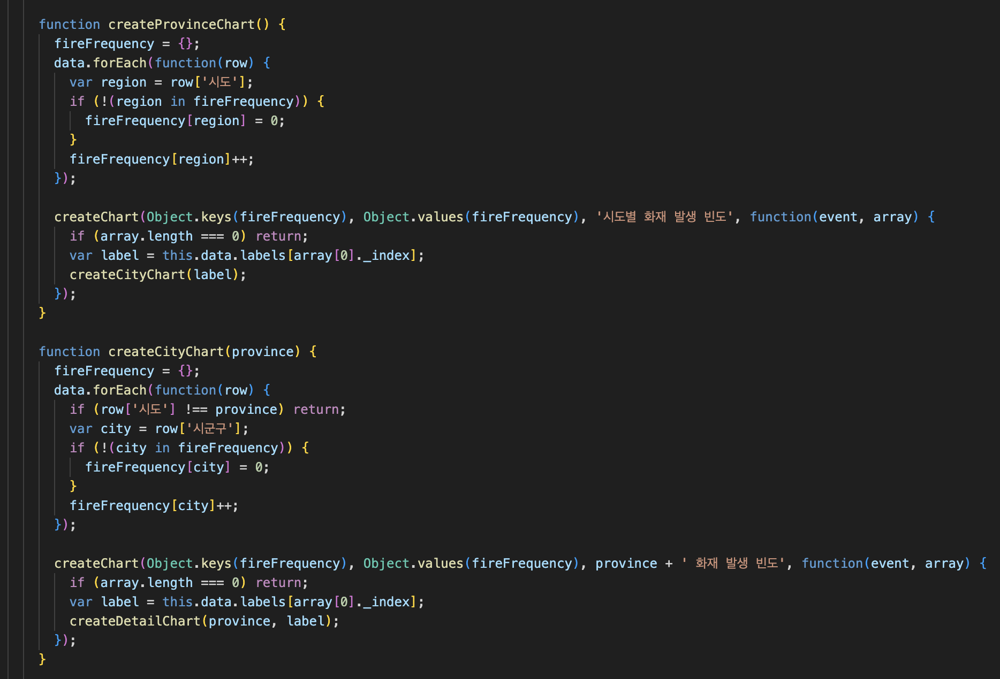 function createProvinceChart() {
  fireFrequency = {};
  data.forEach(function(row) {
    var region = row['시도'];
    if (!(region in fireFrequency)) {
      fireFrequency[region] = 0;
    }
    fireFrequency[region]++;
  });

  createChart(Object.keys(fireFrequency), Object.values(fireFrequency), '시도별 화재 발생 빈도', function(event, array) {
    if (array.length === 0) return;
    var label = this.data.labels[array[0]._index];
    createCityChart(label);
  });
}

function createCityChart(province) {
  fireFrequency = {};
  data.forEach(function(row) {
    if (row['시도'] !== province) return;
    var city = row['시군구'];
    if (!(city in fireFrequency)) {
      fireFrequency[city] = 0;
    }
    fireFrequency[city]++;
  });

  createChart(Object.keys(fireFrequency), Object.values(fireFrequency), province + ' 화재 발생 빈도', function(event, array) {
    if (array.length === 0) return;
    var label = this.data.labels[array[0]._index];
    createDetailChart(province, label);
  });
}